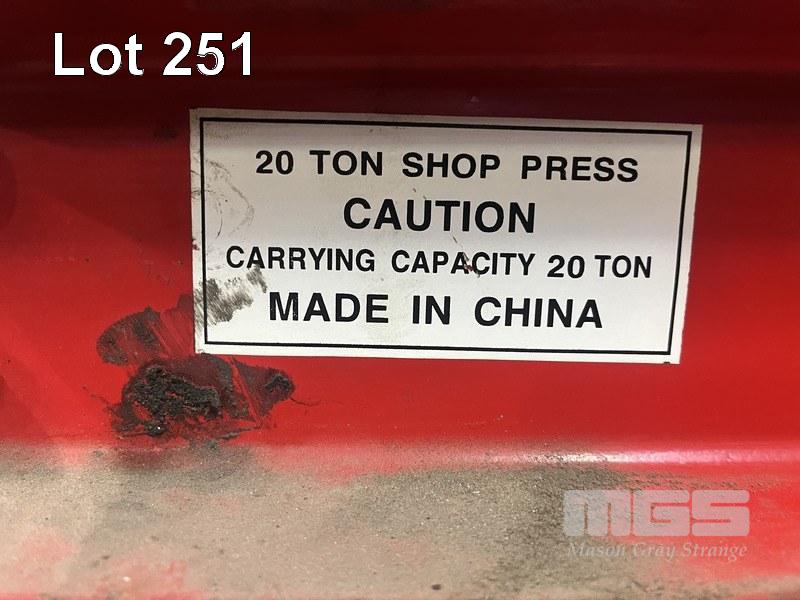 Lot 251
20 TON SHOP PRESS
CAUTION
CARRYING CAPACITY 20 TON
MADE IN CHINA
MGS
Mason Gray Strange